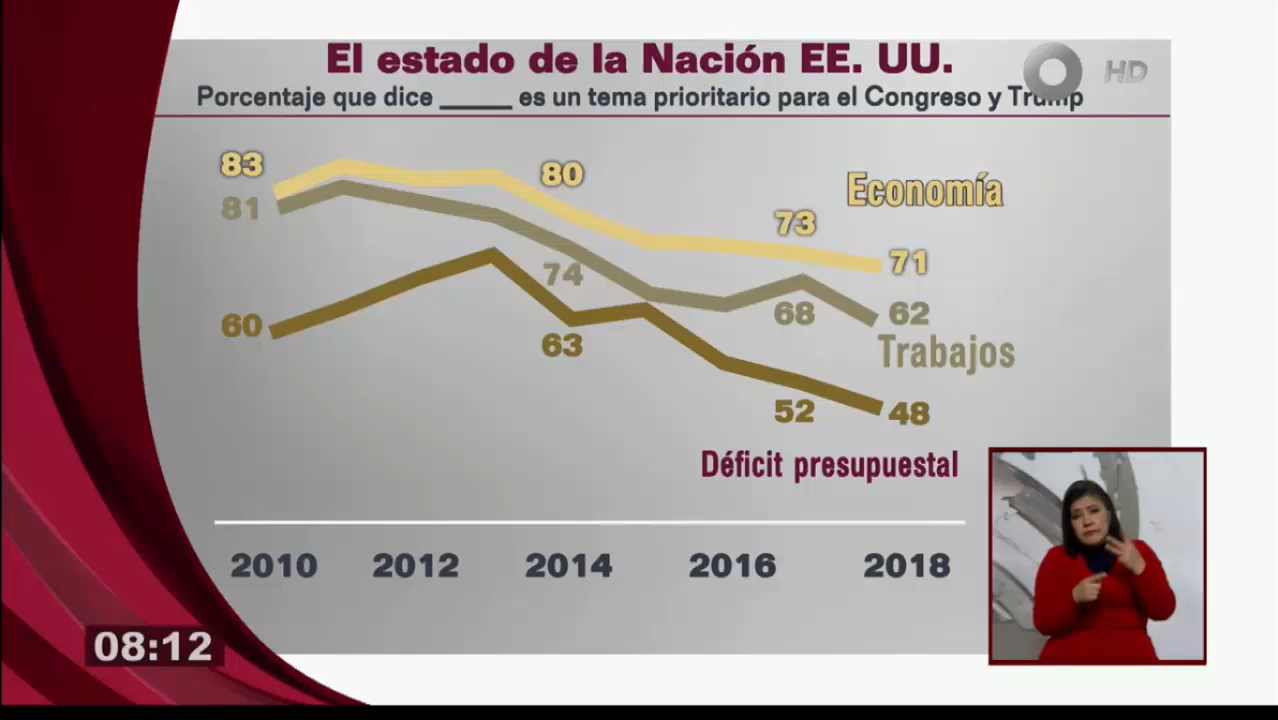 El estado de la Nación EE. UU.
HD
Porcentaje que dice ______ es un tema prioritario para el Congreso y Trump
83
80
Economía
81
73
71
74
68
62
60
63
Trabajos
52
48
Déficit presupuestal
2010 2012 2014 2016 2018
08:12